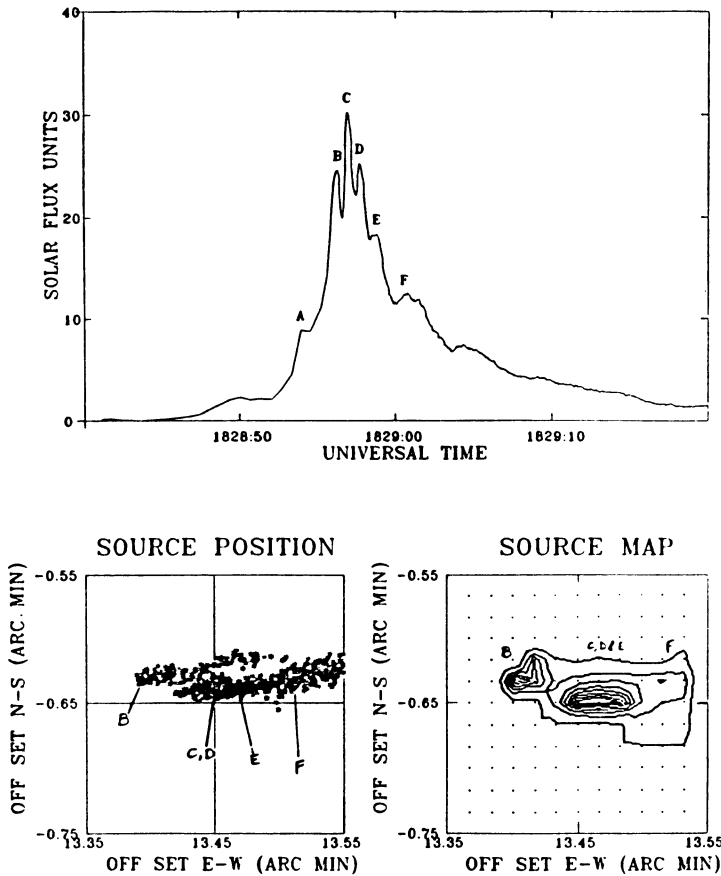 40
SOLAR FLUX UNITS
30
20
10
0
A
B
C
D
E
F
1828:50
1829:00
1829:10
UNIVERSAL TIME
SOURCE POSITION
OFF SET N-S (ARC. MIN)
-0.55
-0.65
-0.75
B
C,D
E
F
13.35
13.45
13.55
OFF SET E-W (ARC MIN)
SOURCE MAP
OFF SET N-S (ARC MIN)
-0.55
-0.65
-0.75
B
C, D & E
F
13.35
13.45
13.55
OFF SET E-W (ARC MIN)